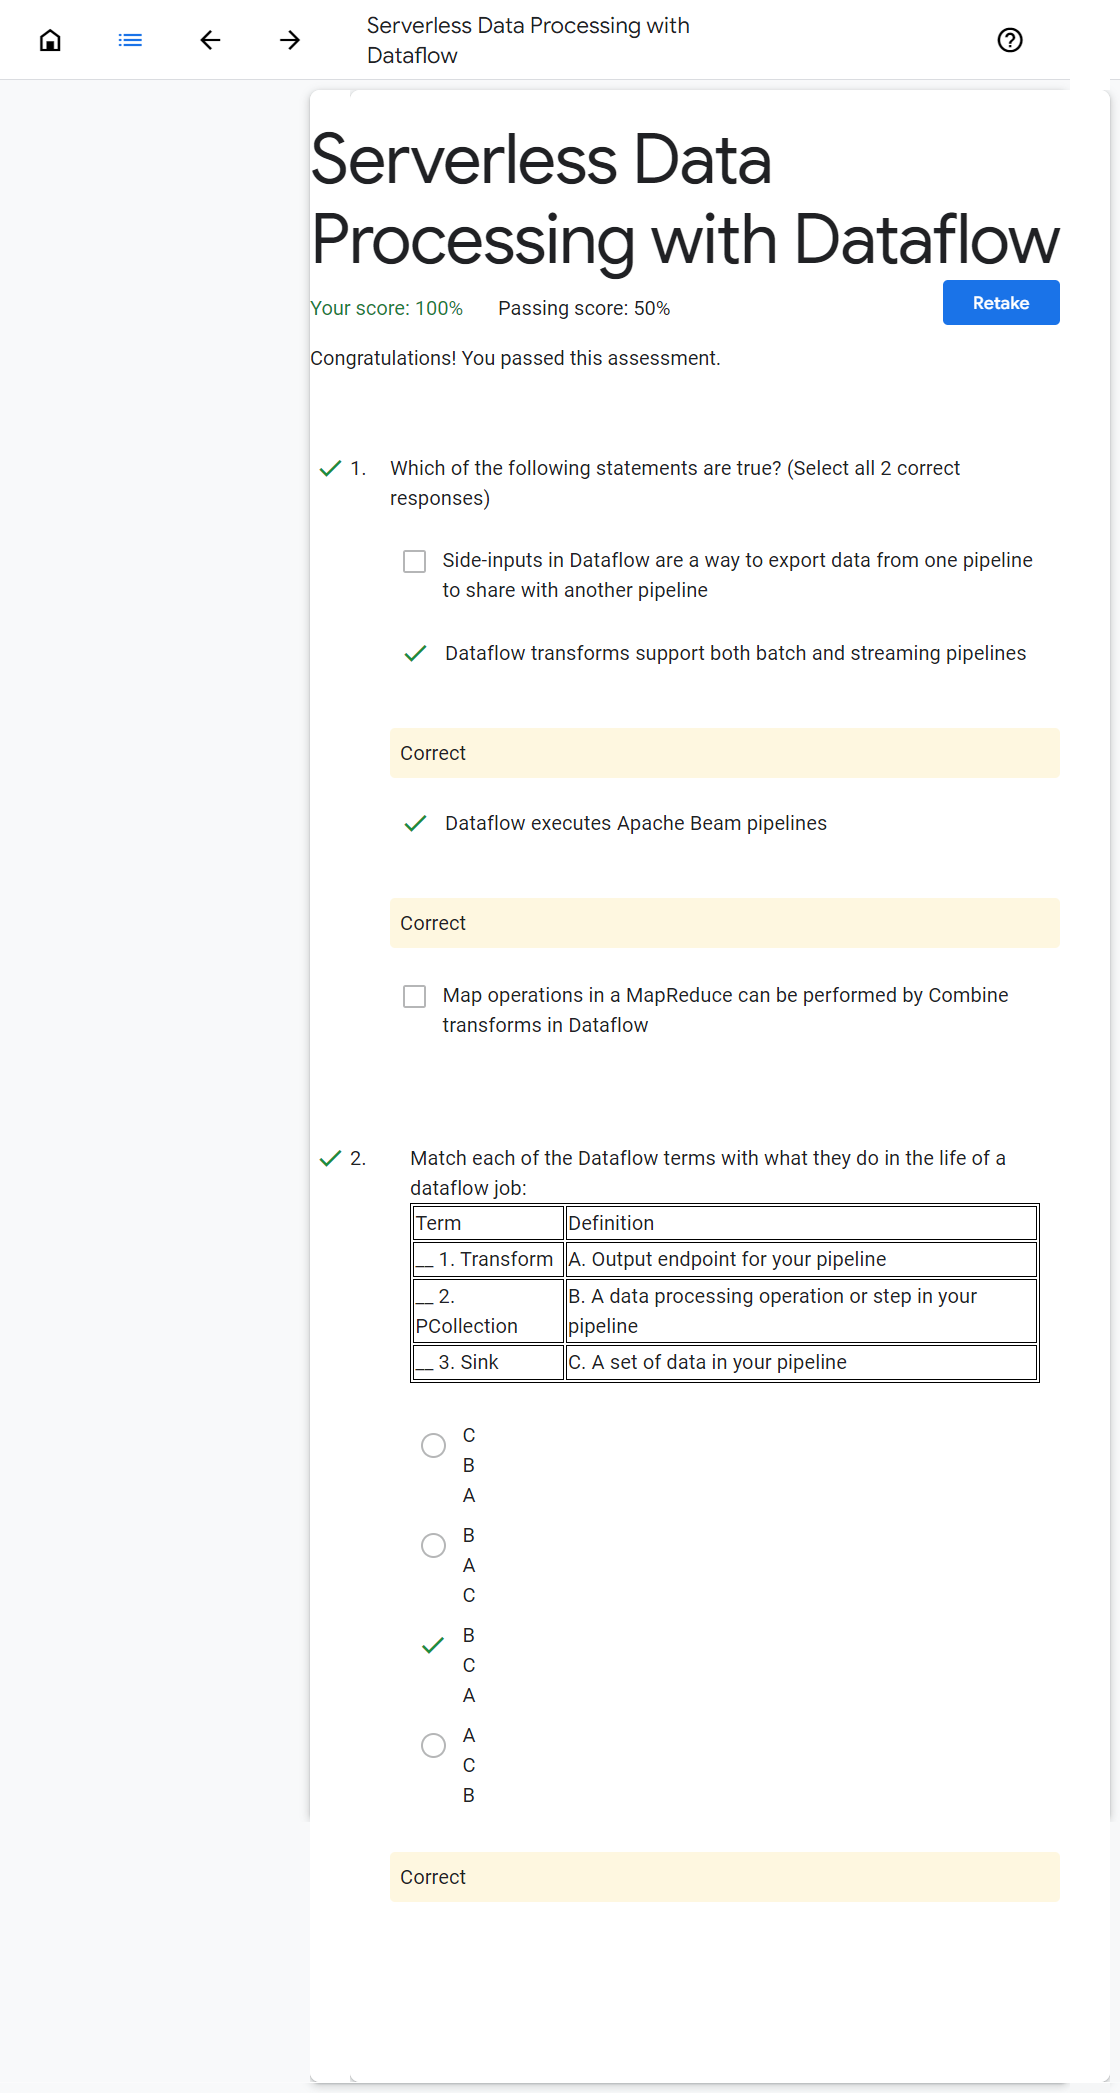 Serverless Data Processing with
Dataflow
Serverless Data
Processing with Dataflow
Your score: 100% Passing score: 50%
Retake
Congratulations! You passed this assessment.
1. Which of the following statements are true? (Select all 2 correct
responses)
Side-inputs in Dataflow are a way to export data from one pipeline
to share with another pipeline
Dataflow transforms support both batch and streaming pipelines
Correct
Dataflow executes Apache Beam pipelines
Correct
Map operations in a MapReduce can be performed by Combine
transforms in Dataflow
2. Match each of the Dataflow terms with what they do in the life of a
dataflow job:
Term Definition
__ 1. Transform A. Output endpoint for your pipeline
__ 2.
PCollection
B. A data processing operation or step in your
pipeline
__ 3. Sink C. A set of data in your pipeline
C
B
A
B
A
C
B
C
A
A
C
B
Correct